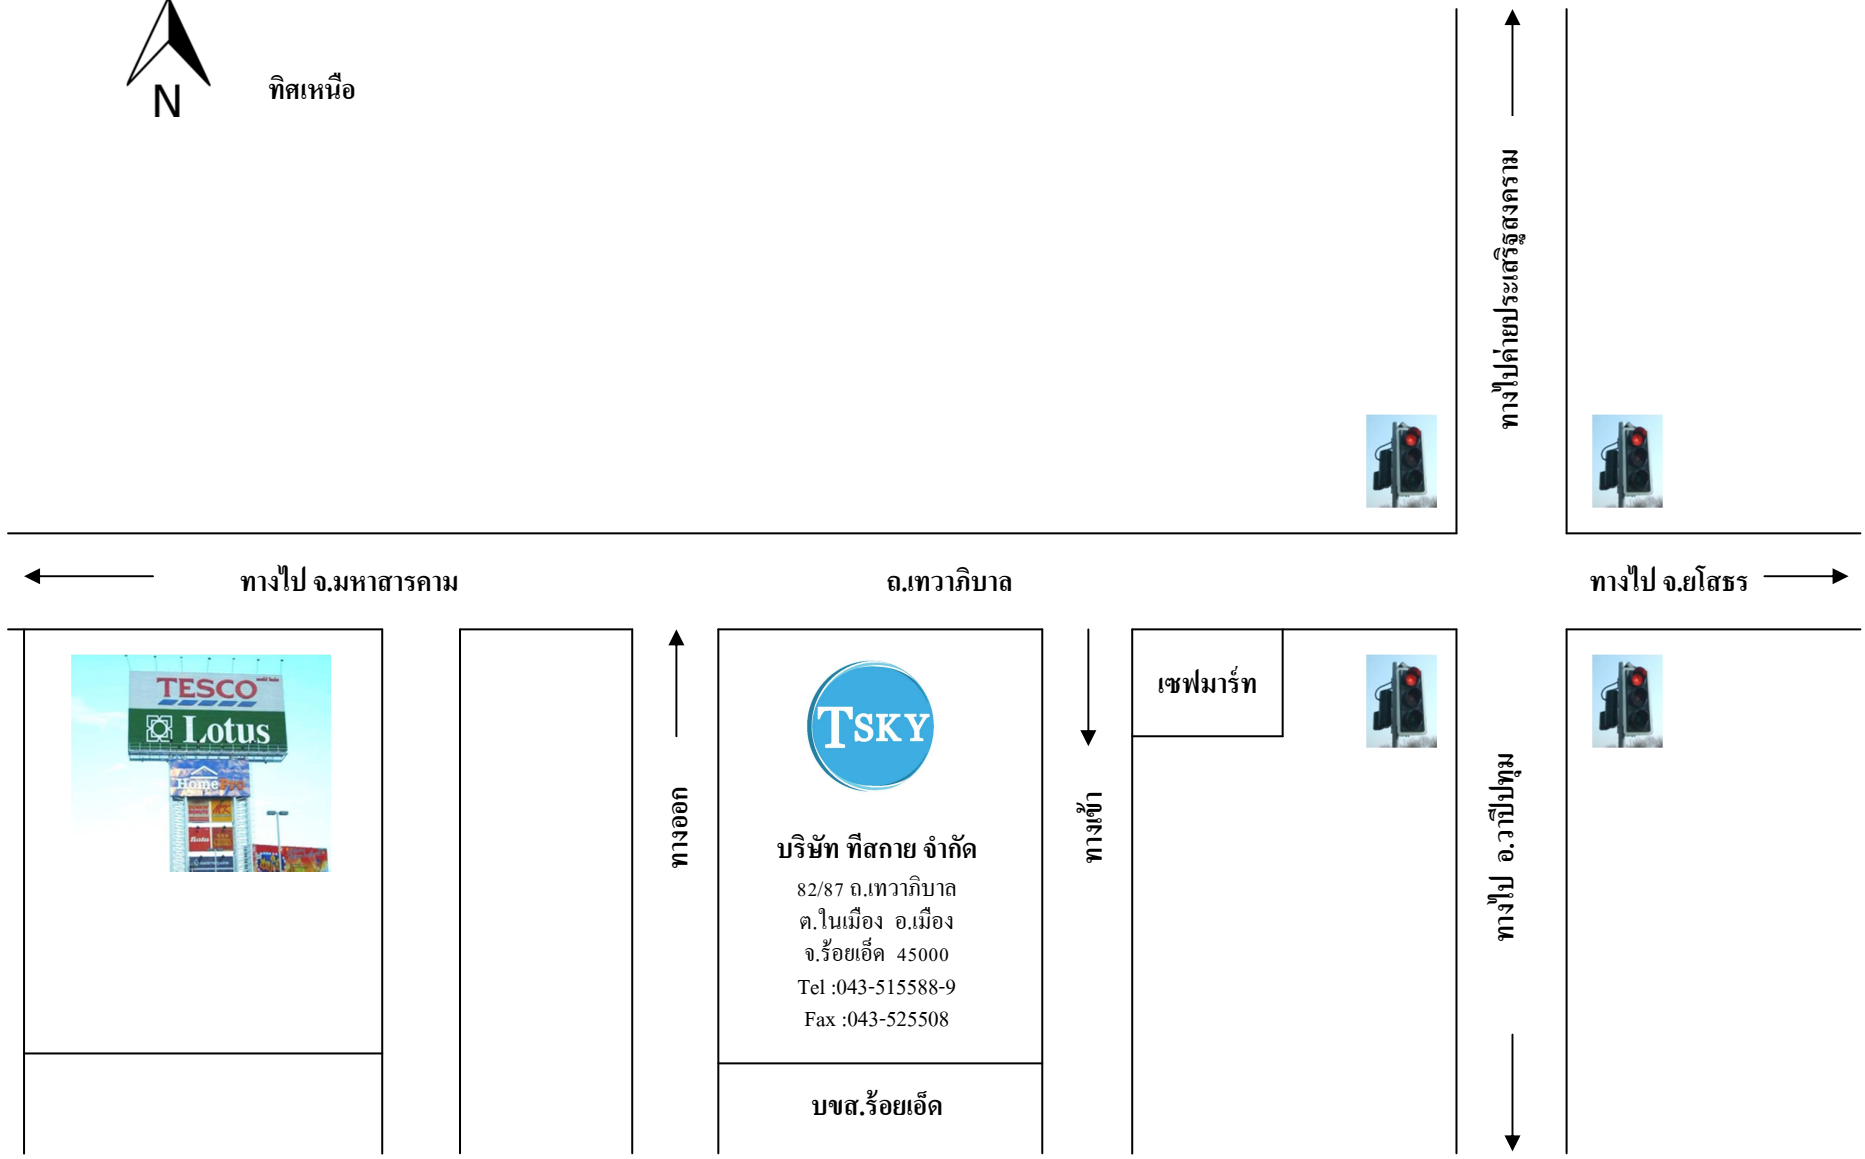 N
ทิศเหนือ
ทางไปค่ายประเสริฐสงคราม
ทางไป จ.มหาสารคาม
ถ.เทวาภิบาล
ทางไป จ.ยโสธร
TESCO
Lotus
HomePro
ทางออก
TSKY
บริษัท ทีสกาย จำกัด
82/87 ถ.เทวาภิบาล
ต.ในเมือง อ.เมือง
จ.ร้อยเอ็ด 45000
Tel :043-515588-9
Fax :043-525508
บขส.ร้อยเอ็ด
ทางเข้า
เซฟมาร์ท
ทางไป อ.วาปีปทุม